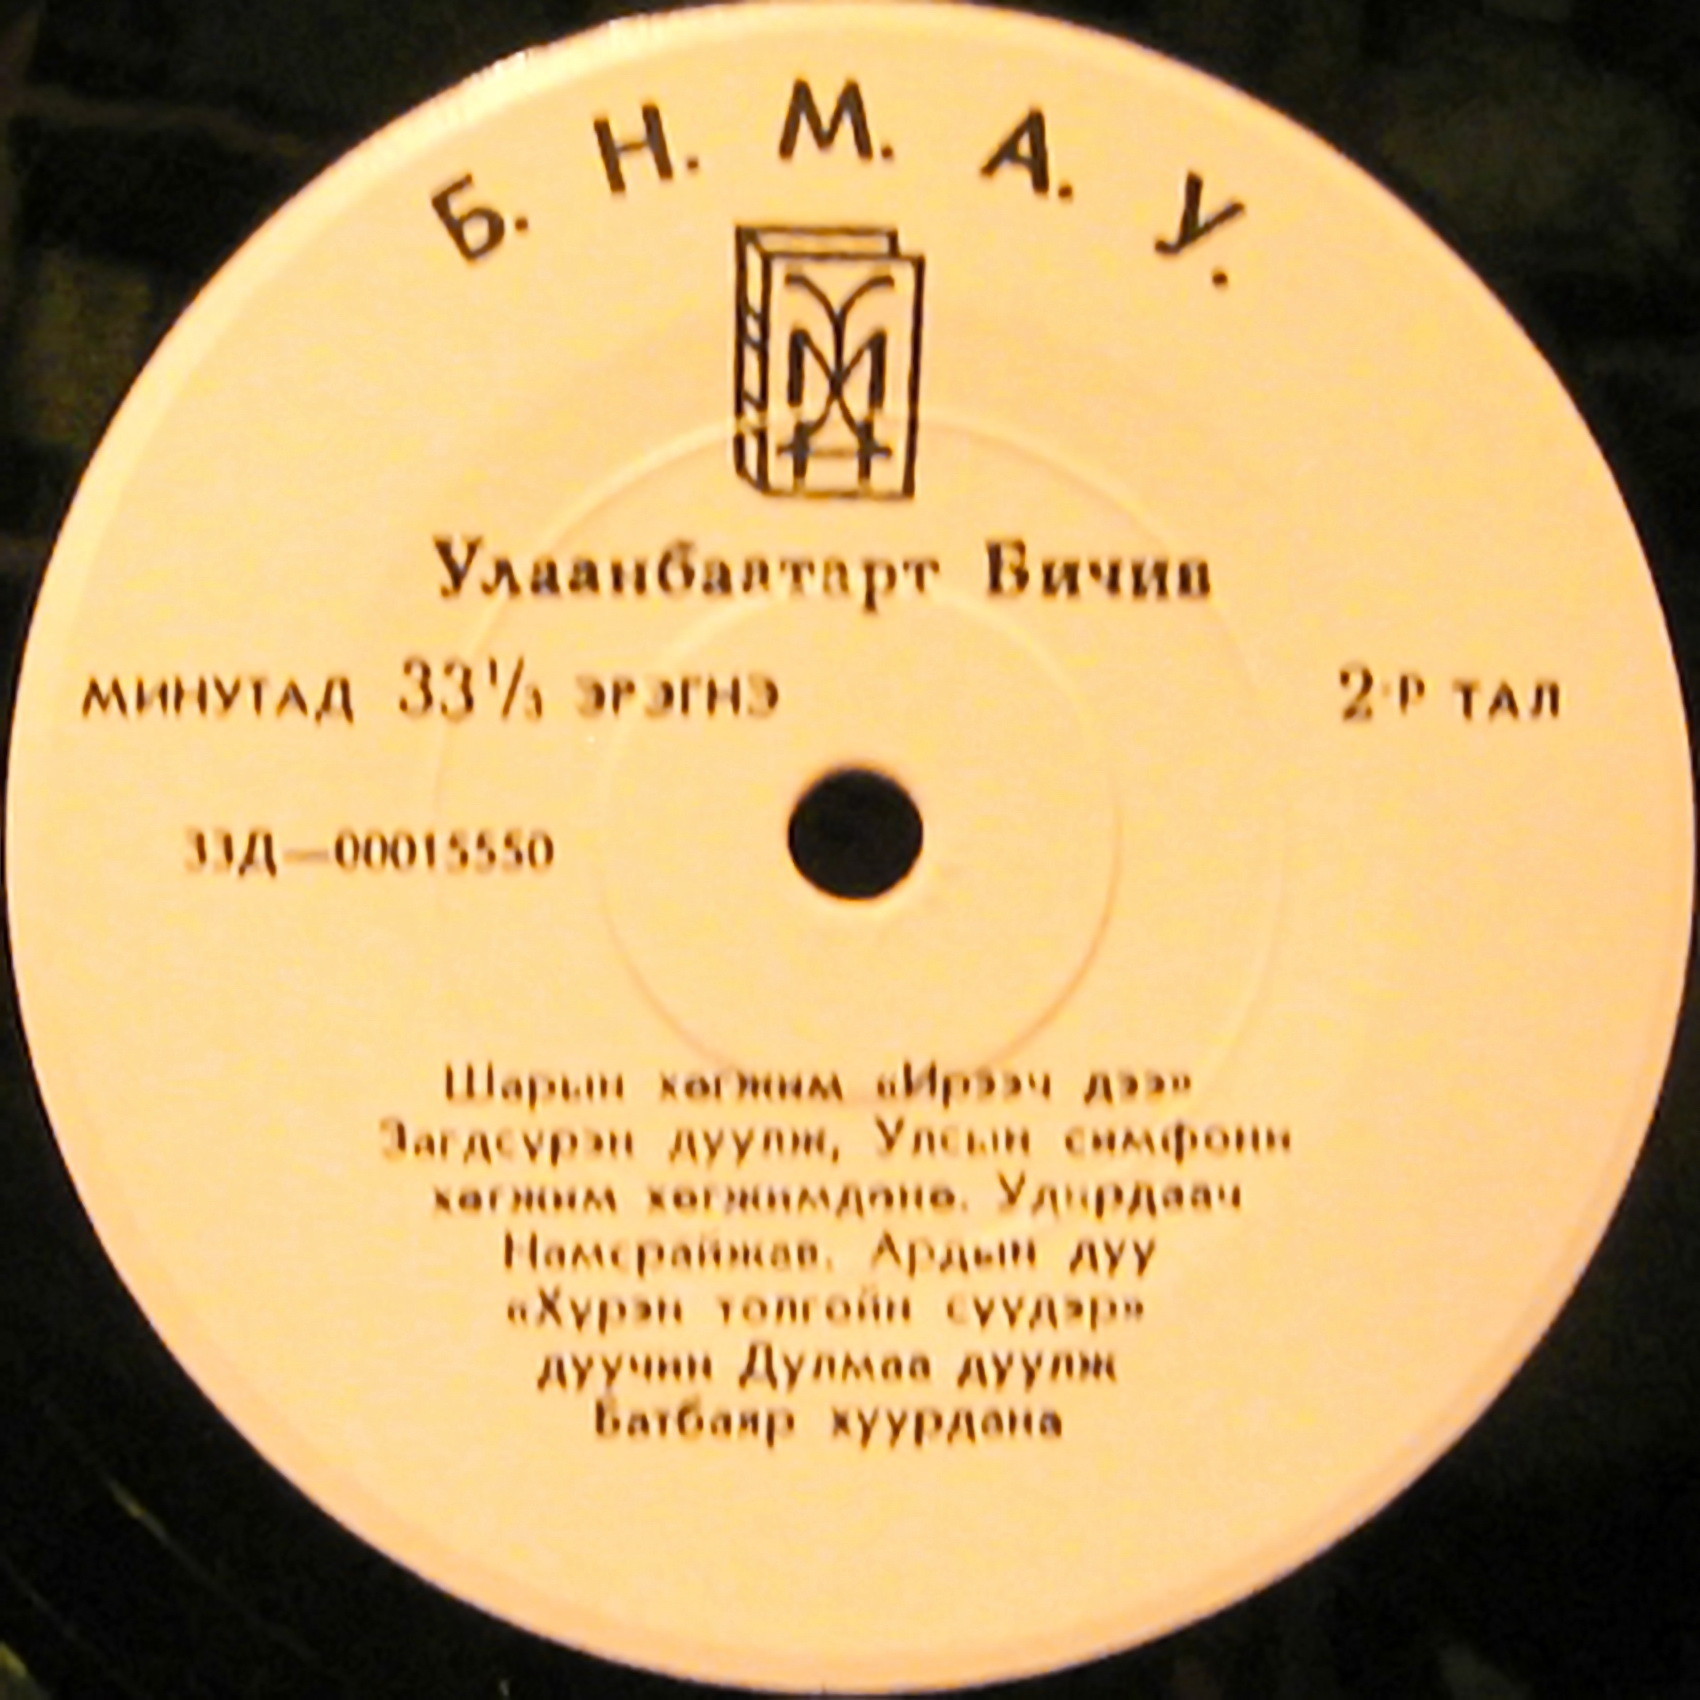 Б. Н. М. А. У.
Улаанбаатарт Бичив
МИНУТАД 33⅓ ЭРЭГНЭ
2-Р ТАЛ
33Д—00015550
Шарын хөгжим «Ирээч дээ»
Загдсүрэн дуулж, Улсын симфони
хөгжим хөгжимдөнө. Удирдаач
Намсрайжав. Ардын дуу
«Хүрэн толгойн сүүдэр»
дуучин Дулмаа дуулж
Батбаяр хуурдана